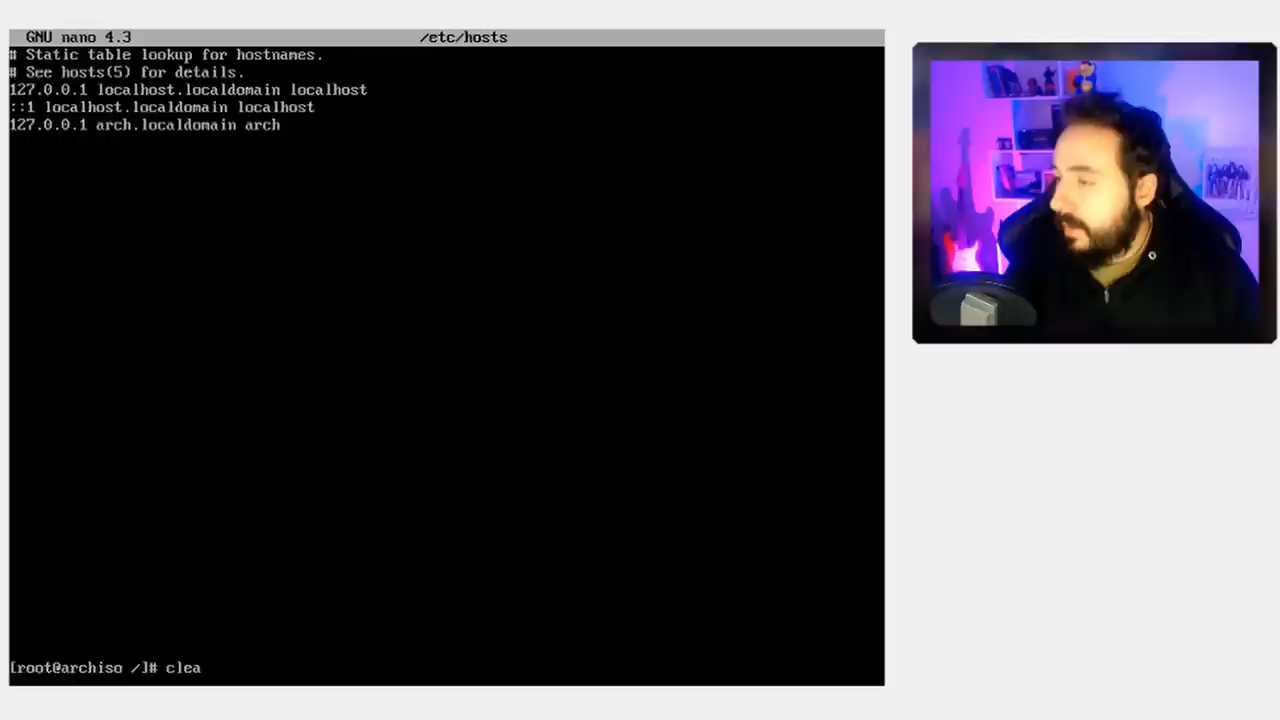 GNU nano 4.3 /etc/hosts
# Static table lookup for hostnames.
# See hosts(5) for details.
127.0.0.1 localhost.localdomain localhost
::1 localhost.localdomain localhost
127.0.0.1 arch.localdomain arch
[root@archiso /]# clea